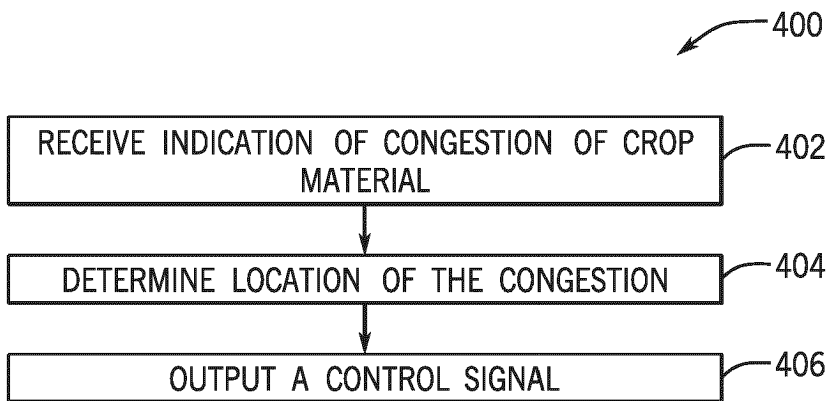 400
RECEIVE INDICATION OF CONGESTION OF CROP
MATERIAL
402
DETERMINE LOCATION OF THE CONGESTION
404
OUTPUT A CONTROL SIGNAL
406